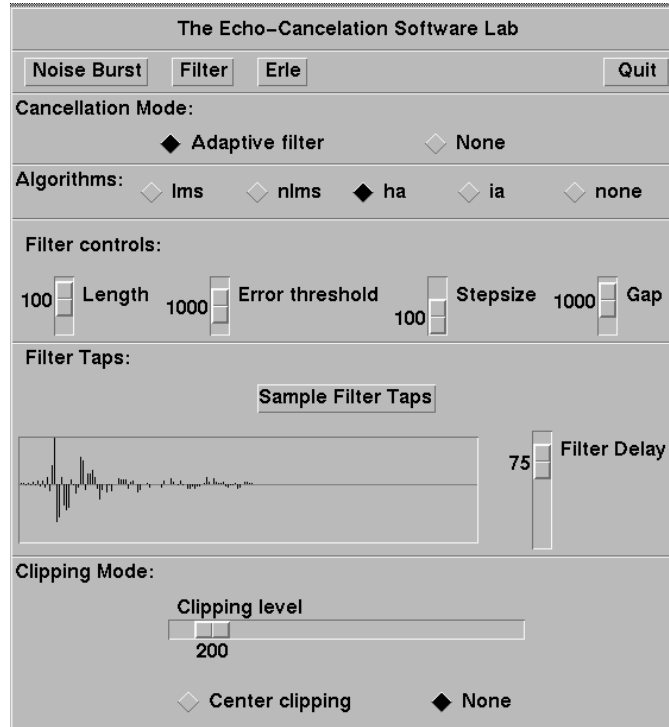 The Echo-Cancelation Software Lab
Noise Burst Filter Erle Quit
Cancellation Mode:
Adaptive filter None
Algorithms: lms nlms ha ia none
Filter controls:
100 Length 1000 Error threshold 100 Stepsize 1000 Gap
Filter Taps:
Sample Filter Taps
75 Filter Delay
Clipping Mode:
Clipping level
200
Center clipping None